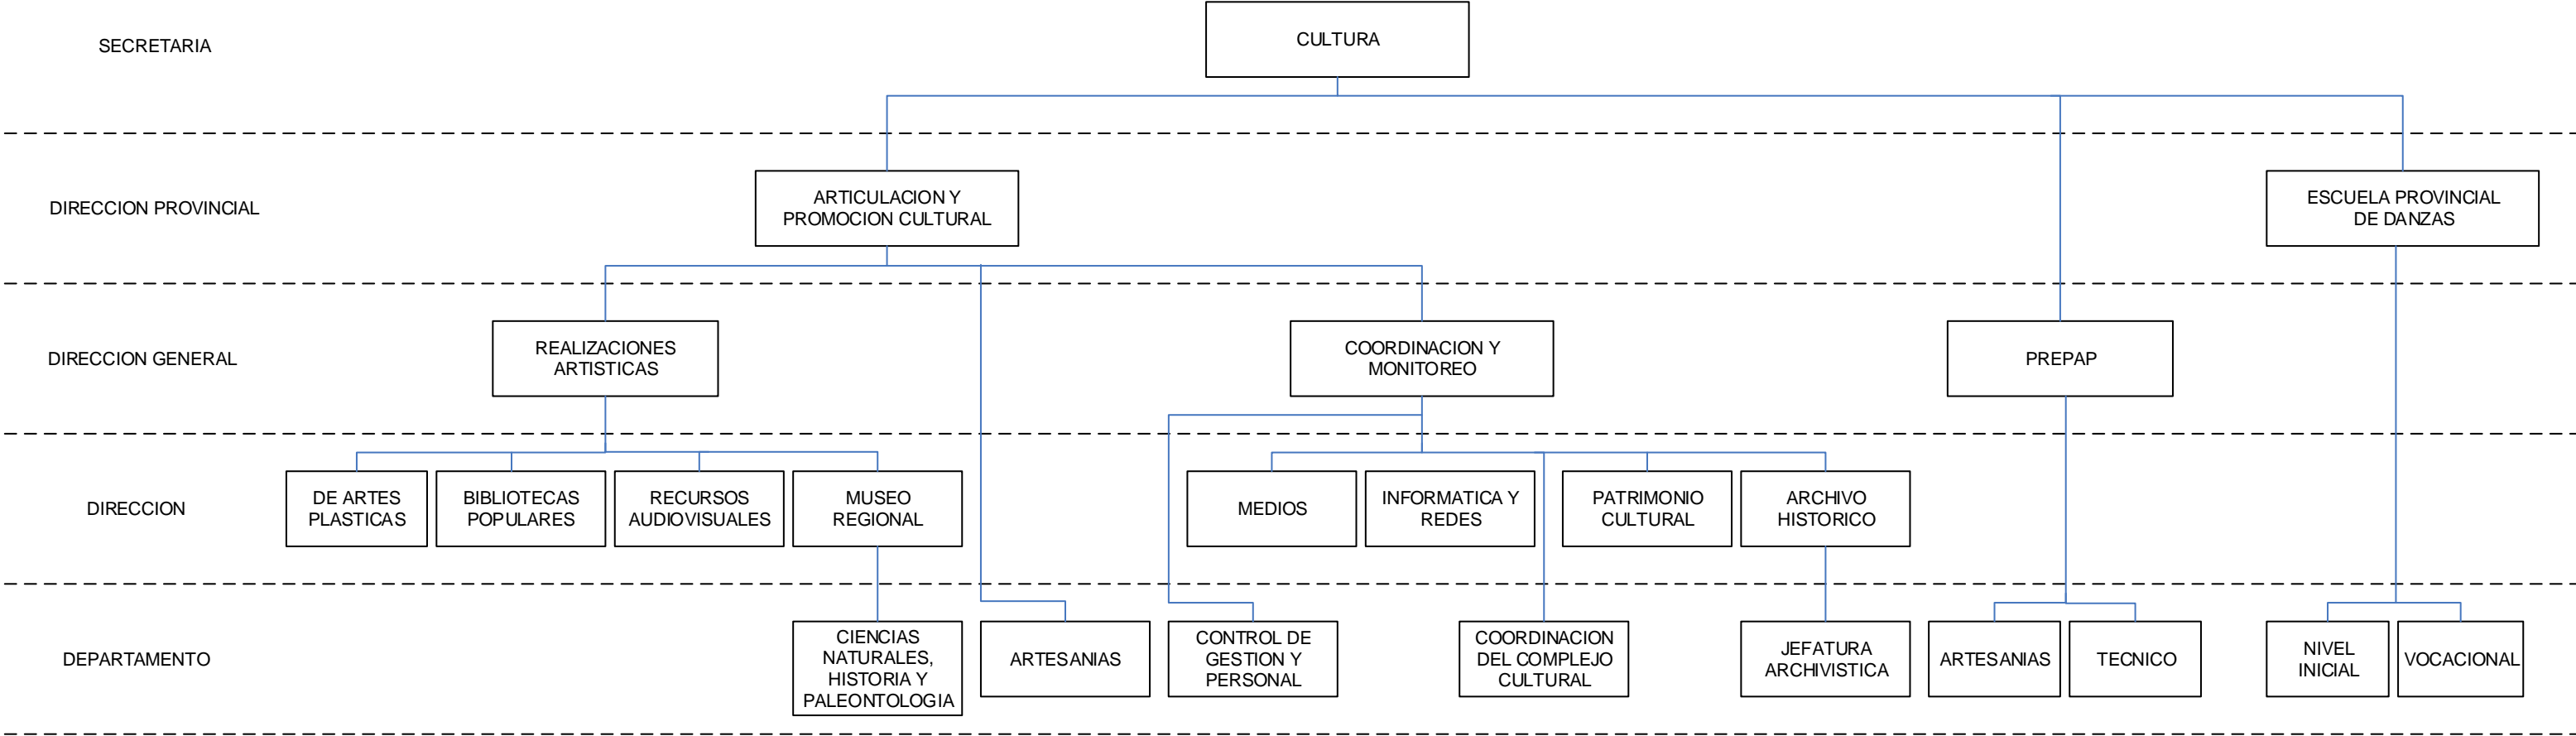 SECRETARIA
CULTURA
DIRECCION PROVINCIAL
ARTICULACION Y
PROMOCION CULTURAL
ESCUELA PROVINCIAL
DE DANZAS
DIRECCION GENERAL
REALIZACIONES
ARTISTICAS
COORDINACION Y
MONITOREO
PREPAP
DIRECCION
DE ARTES
PLASTICAS
BIBLIOTECAS
POPULARES
RECURSOS
AUDIOVISUALES
MUSEO
REGIONAL
MEDIOS
INFORMATICA Y
REDES
PATRIMONIO
CULTURAL
ARCHIVO
HISTORICO
DEPARTAMENTO
CIENCIAS
NATURALES,
HISTORIA Y
PALEONTOLOGIA
ARTESANIAS
CONTROL DE
GESTION Y
PERSONAL
COORDINACION
DEL COMPLEJO
CULTURAL
JEFATURA
ARCHIVISTICA
ARTESANIAS
TECNICO
NIVEL
INICIAL
VOCACIONAL